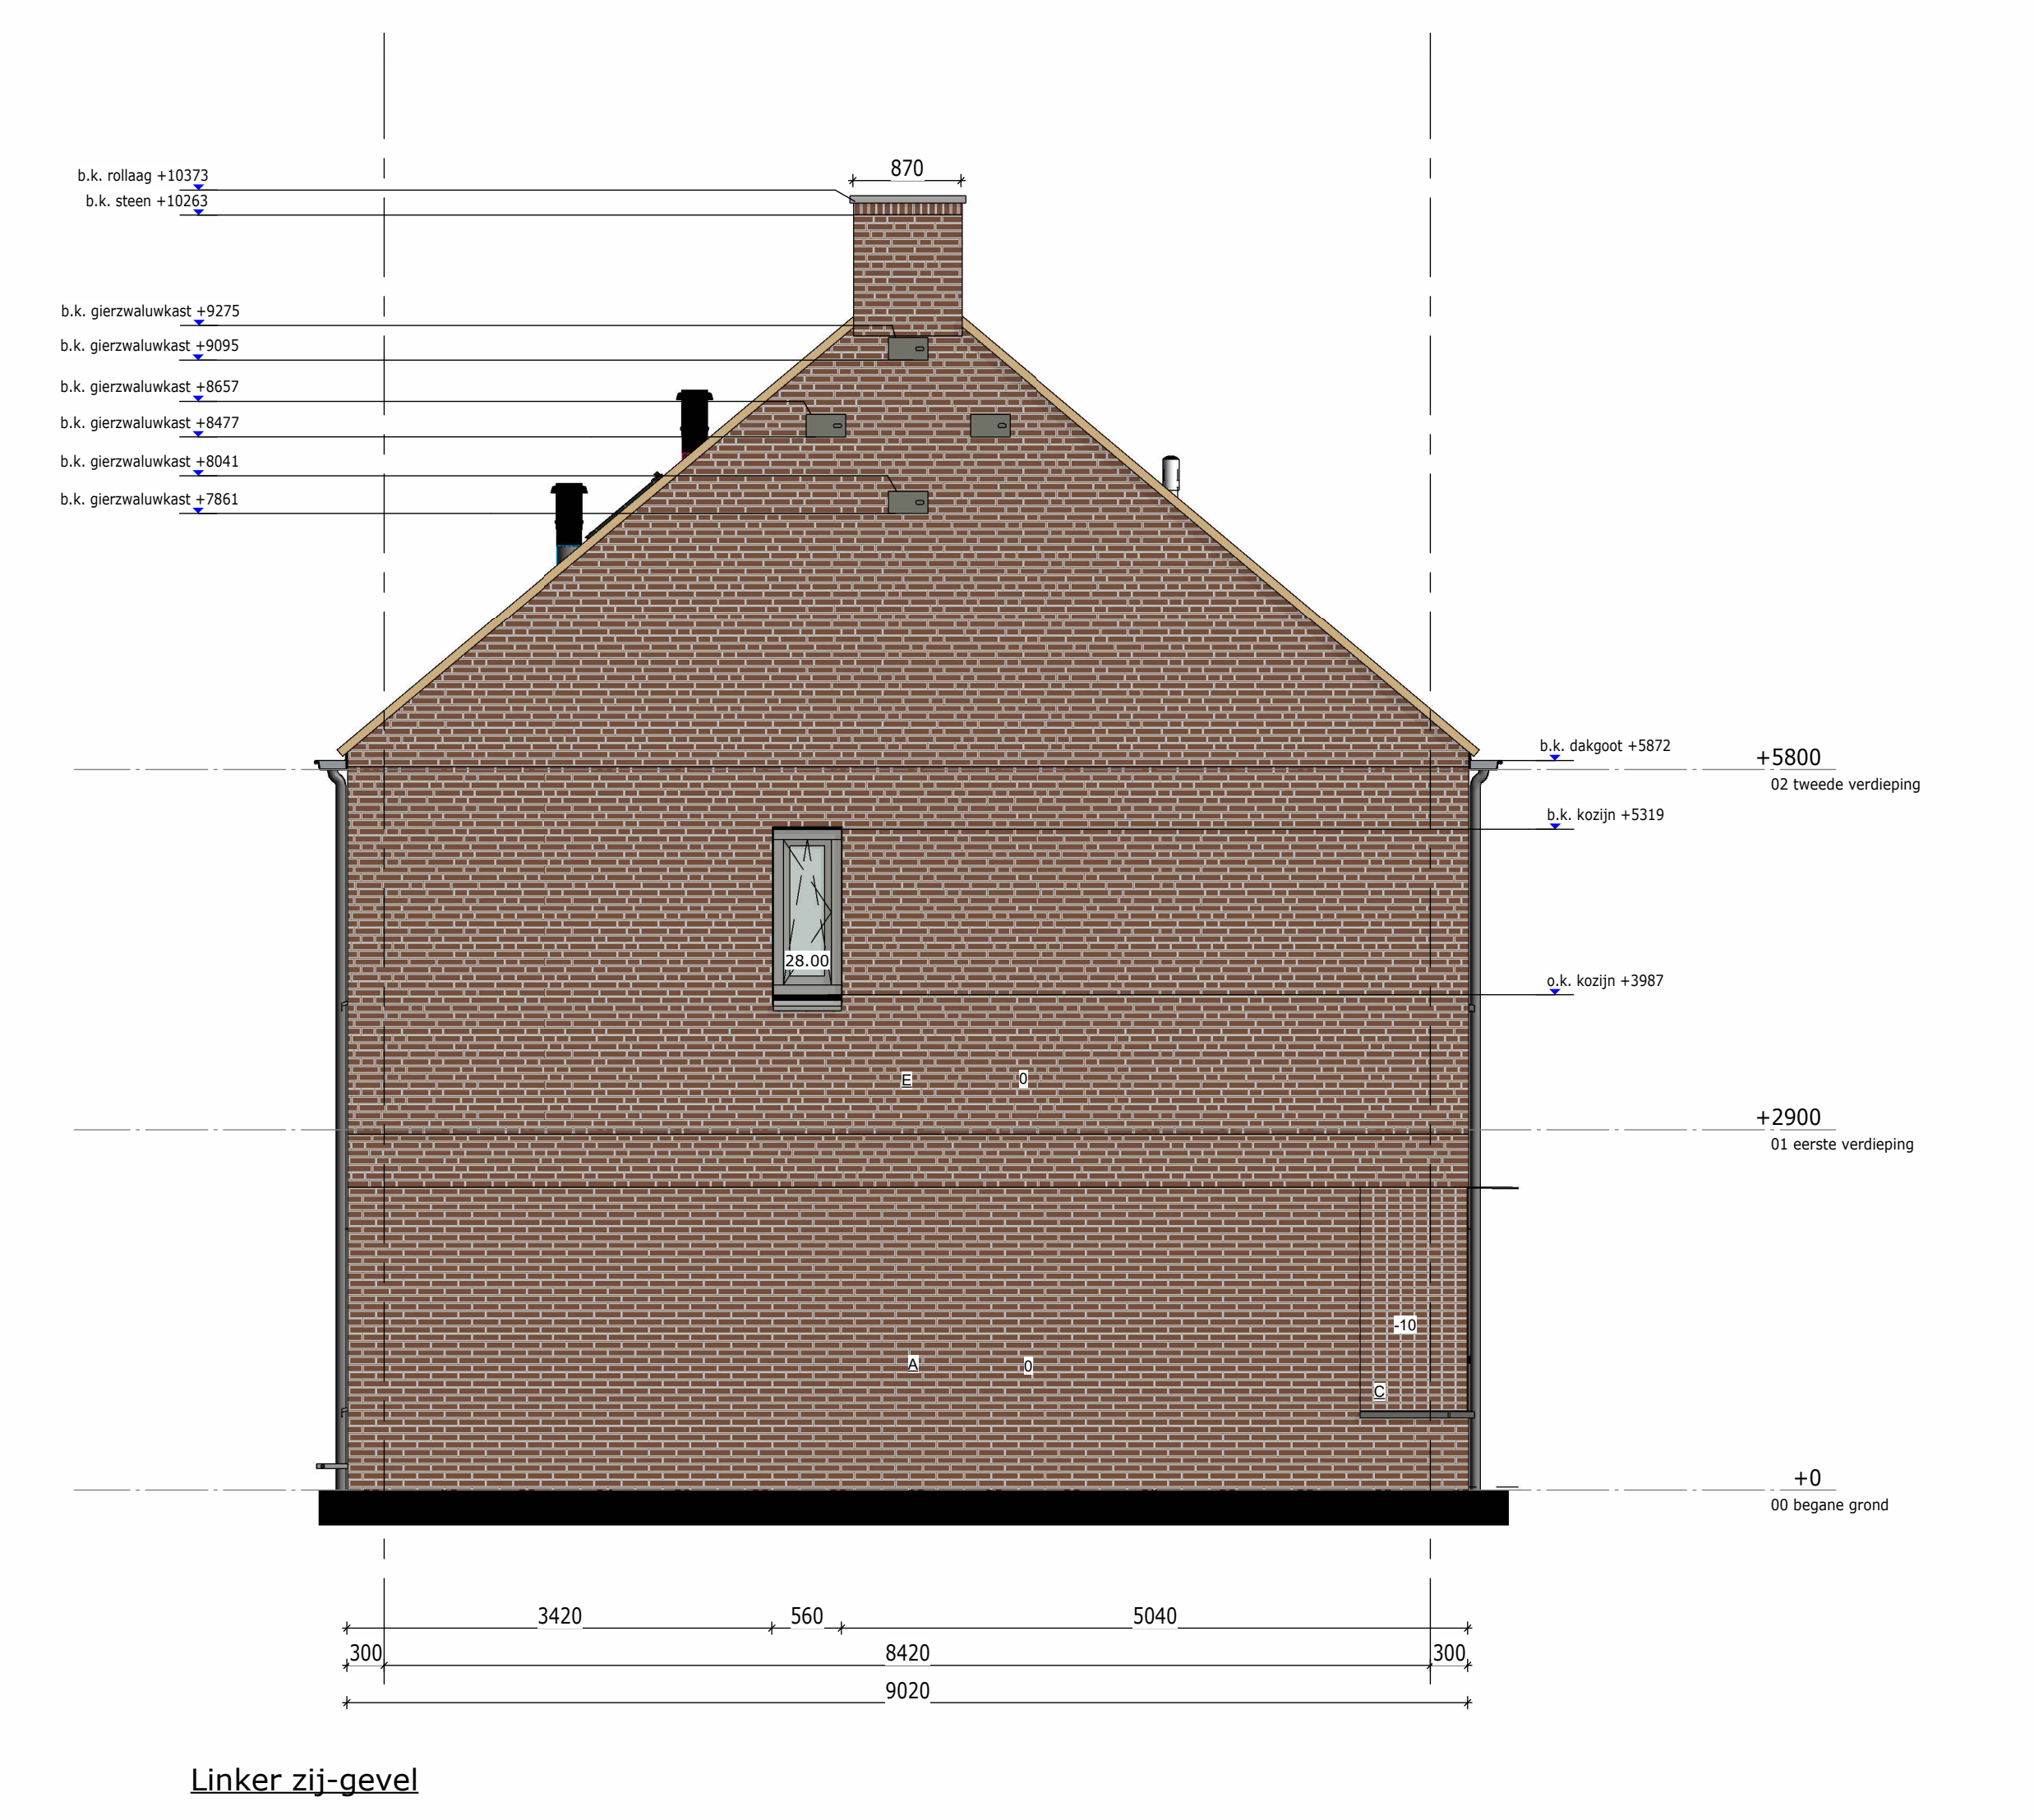 870
b.k. rollaag +10373
b.k. steen +10263
b.k. gierzwaluwkast +9275
b.k. gierzwaluwkast +9095
b.k. gierzwaluwkast +8657
b.k. gierzwaluwkast +8477
b.k. gierzwaluwkast +8041
b.k. gierzwaluwkast +7861
b.k. dakgoot +5872
+5800
02 tweede verdieping
b.k. kozijn +5319
28.00
o.k. kozijn +3987
E 0
+2900
01 eerste verdieping
-10
A 0
C
+0
00 begane grond
3420 560 5040
300 8420 300
9020
Linker zij-gevel